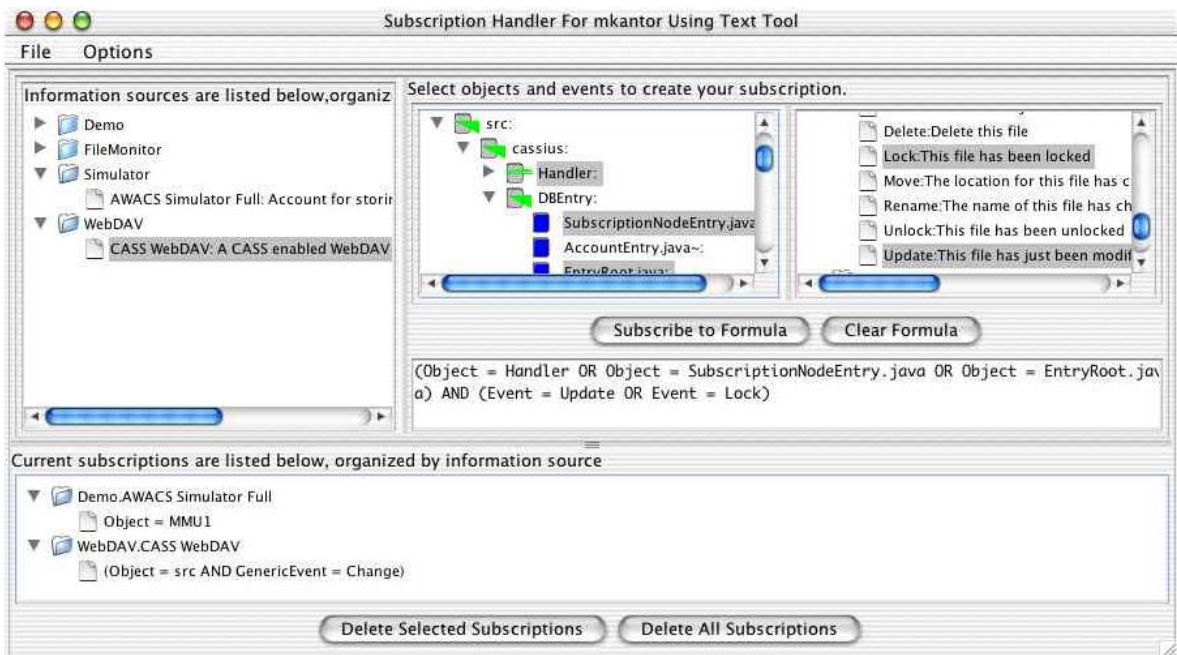 Subscription Handler For mkantor Using Text Tool
File Options
Information sources are listed below,organiz
Demo
FileMonitor
Simulator
AWACS Simulator Full: Account for storin
WebDAV
CASS WebDAV: A CASS enabled WebDAV
Select objects and events to create your subscription.
src:
cassius:
Handler:
DBEntry:
SubscriptionNodeEntry.java
AccountEntry.java~:
EntryRoot.java:
Delete:Delete this file
Lock:This file has been locked
Move:The location for this file has c
Rename:The name of this file has ch
Unlock:This file has been unlocked
Update:This file has just been modif
Subscribe to Formula
Clear Formula
(Object = Handler OR Object = SubscriptionNodeEntry.java OR Object = EntryRoot.jav
a) AND (Event = Update OR Event = Lock)
Current subscriptions are listed below, organized by information source
Demo.AWACS Simulator Full
Object = MMU1
WebDAV.CASS WebDAV
(Object = src AND GenericEvent = Change)
Delete Selected Subscriptions
Delete All Subscriptions